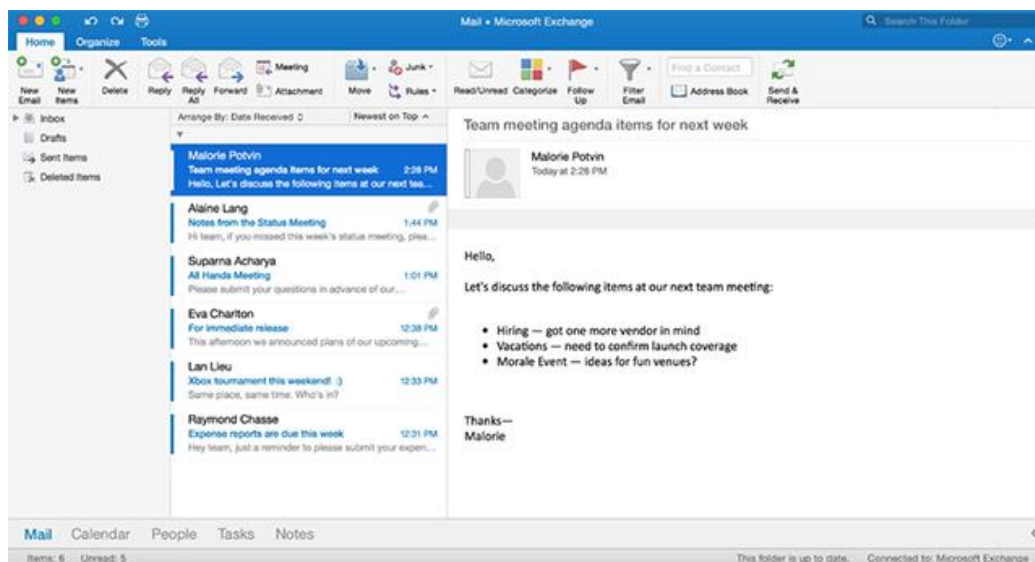 Mail • Microsoft Exchange
Search This Folder
Home Organize Tools
New Email
New Items
Delete
Reply
Reply All
Forward
Meeting
Attachment
Move
Junk
Rules
Read/Unread
Categorize
Follow Up
Filter Email
Find a Contact
Address Book
Send & Receive
Inbox
Drafts
Sent Items
Deleted Items
Arrange By: Date Received Newest on Top
Malorie Potvin
Team meeting agenda items for next week 2:28 PM
Hello, Let's discuss the following items at our next tea...
Alaine Lang
Notes from the Status Meeting 1:44 PM
Hi team, if you missed this week's status meeting, plea...
Suparna Acharya
All Hands Meeting 1:01 PM
Please submit your questions in advance of our...
Eva Charlton
For immediate release 12:38 PM
This afternoon we announced plans of our upcoming...
Lan Lieu
Xbox tournament this weekend! :) 12:33 PM
Same place, same time. Who's in?
Raymond Chasse
Expense reports are due this week 12:31 PM
Hey team, just a reminder to please submit your expen...
Team meeting agenda items for next week
Malorie Potvin
Today at 2:28 PM
Hello,
Let's discuss the following items at our next team meeting:
• Hiring — got one more vendor in mind
• Vacations — need to confirm launch coverage
• Morale Event — ideas for fun venues?
Thanks—
Malorie
Mail Calendar People Tasks Notes
Items: 6 Unread: 5
This folder is up to date. Connected to: Microsoft Exchange